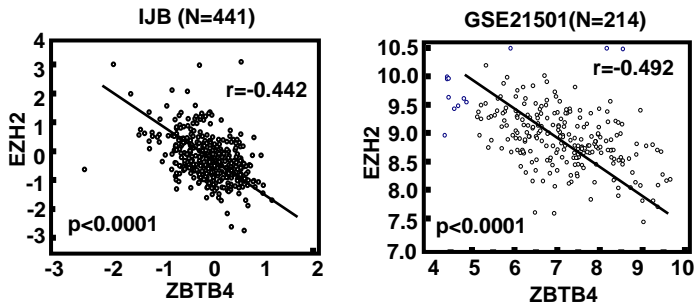 IJB (N=441)
4
3
2
1
0
-1
-2
-3
EZH2
r=-0.442
p<0.0001
-3 -2 -1 0 1 2
ZBTB4
GSE21501(N=214)
10.5
10.0
9.5
9.0
8.5
8.0
7.5
7.0
EZH2
r=-0.492
p<0.0001
4 5 6 7 8 9 10
ZBTB4